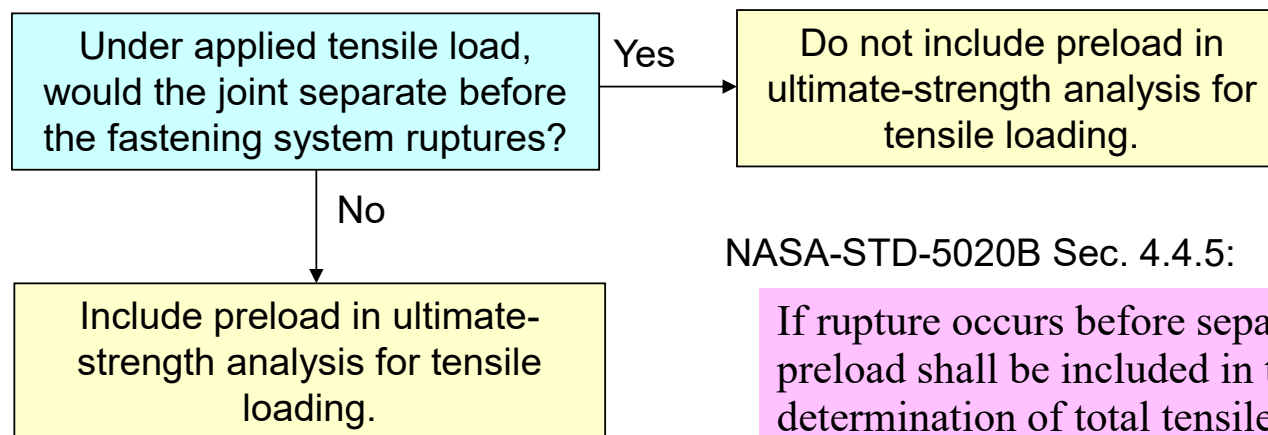 Under applied tensile load,
would the joint separate before
the fastening system ruptures?
Yes
Do not include preload in
ultimate-strength analysis for
tensile loading.
No
Include preload in ultimate-
strength analysis for tensile
loading.
NASA-STD-5020B Sec. 4.4.5:
If rupture occurs before
preload shall be included in
determination of total tensile